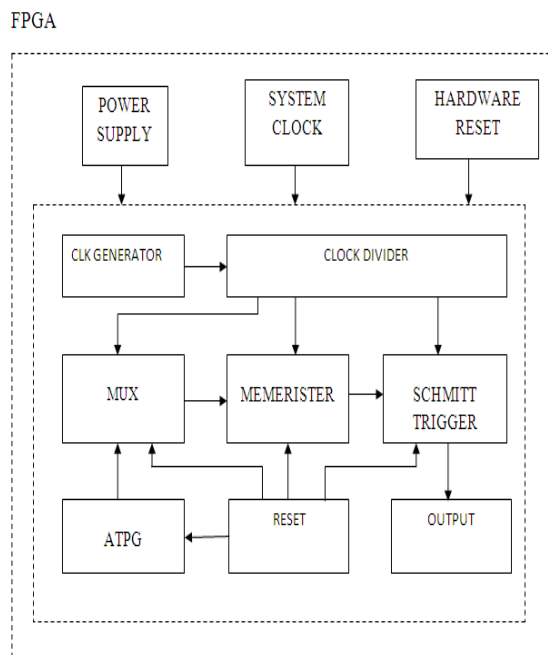 FPGA
POWER
SUPPLY
SYSTEM
CLOCK
HARDWARE
RESET
CLK GENERATOR
CLOCK DIVIDER
MUX
MEMERISTER
SCHMITT
TRIGGER
ATPG
RESET
OUTPUT